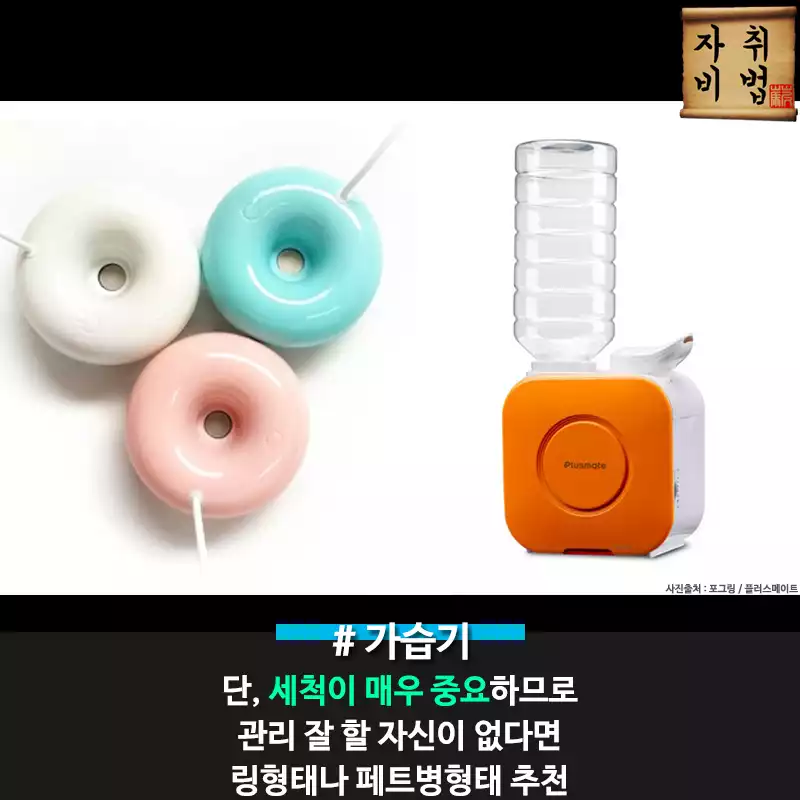 자취
비법
Plusmate
사진출처 : 포그링 / 플러스메이트
# 가습기
단, 세척이 매우 중요하므로
관리 잘 할 자신이 없다면
링형태나 페트병형태 추천